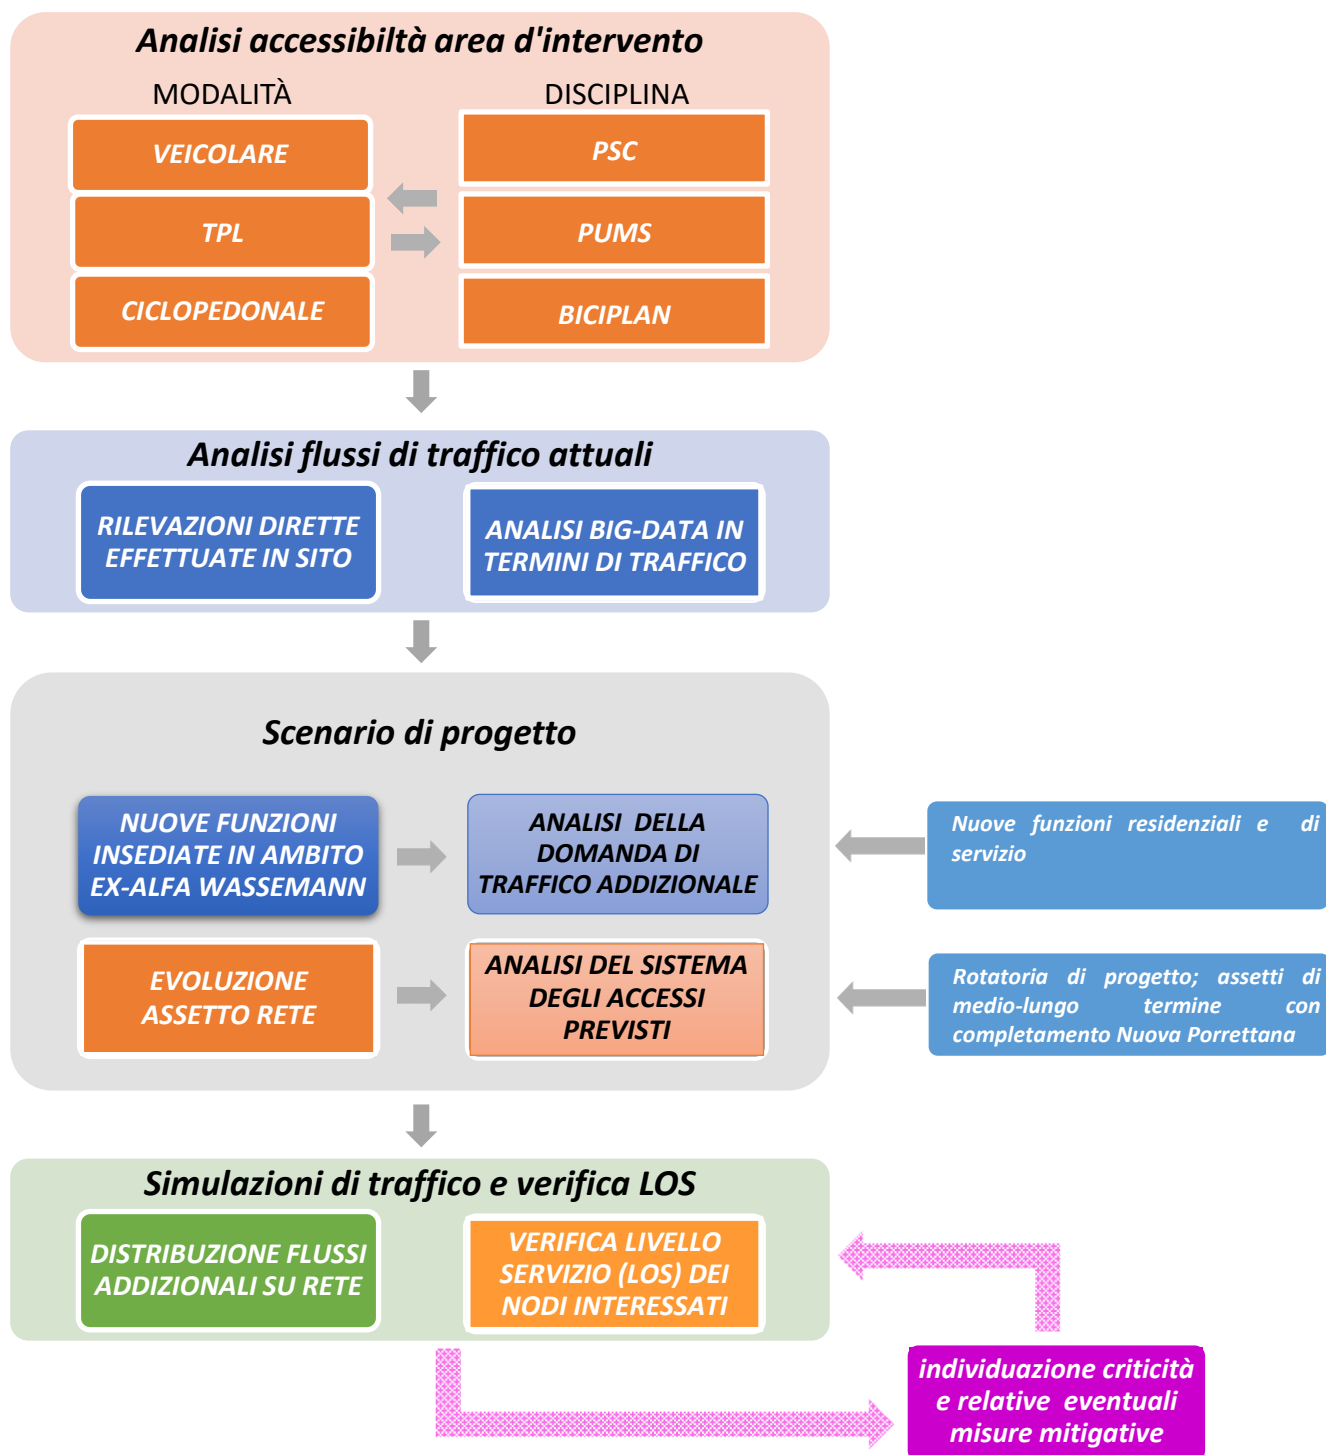 Analisi accessibiltà area d'intervento
MODALITÀ
DISCIPLINA
VEICOLARE
PSC
TPL
PUMS
CICLOPEDONALE
BICIPLAN
Analisi flussi di traffico attuali
RILEVAZIONI DIRETTE
EFFETTUATE IN SITO
ANALISI BIG-DATA IN
TERMINI DI TRAFFICO
Scenario di progetto
NUOVE FUNZIONI
INSEDIATE IN AMBITO
EX-ALFA WASSEMANN
ANALISI DELLA
DOMANDA DI
TRAFFICO ADDIZIONALE
Nuove funzioni residenziali e di
servizio
EVOLUZIONE
ASSETTO RETE
ANALISI DEL SISTEMA
DEGLI ACCESSI
PREVISTI
Rotatoria di progetto; assetti di
medio-lungo termine con
completamento Nuova Porrettana
Simulazioni di traffico e verifica LOS
DISTRIBUZIONE FLUSSI
ADDIZIONALI SU RETE
VERIFICA LIVELLO
SERVIZIO (LOS) DEI
NODI INTERESSATI
individuazione criticità
e relative eventuali
misure mitigative